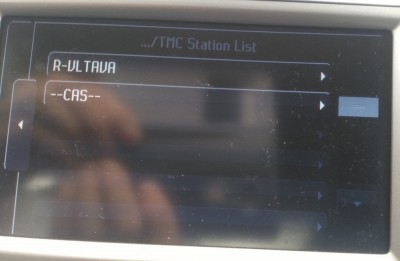 .../TMC Station List
R-VLTAVA
--CAS--